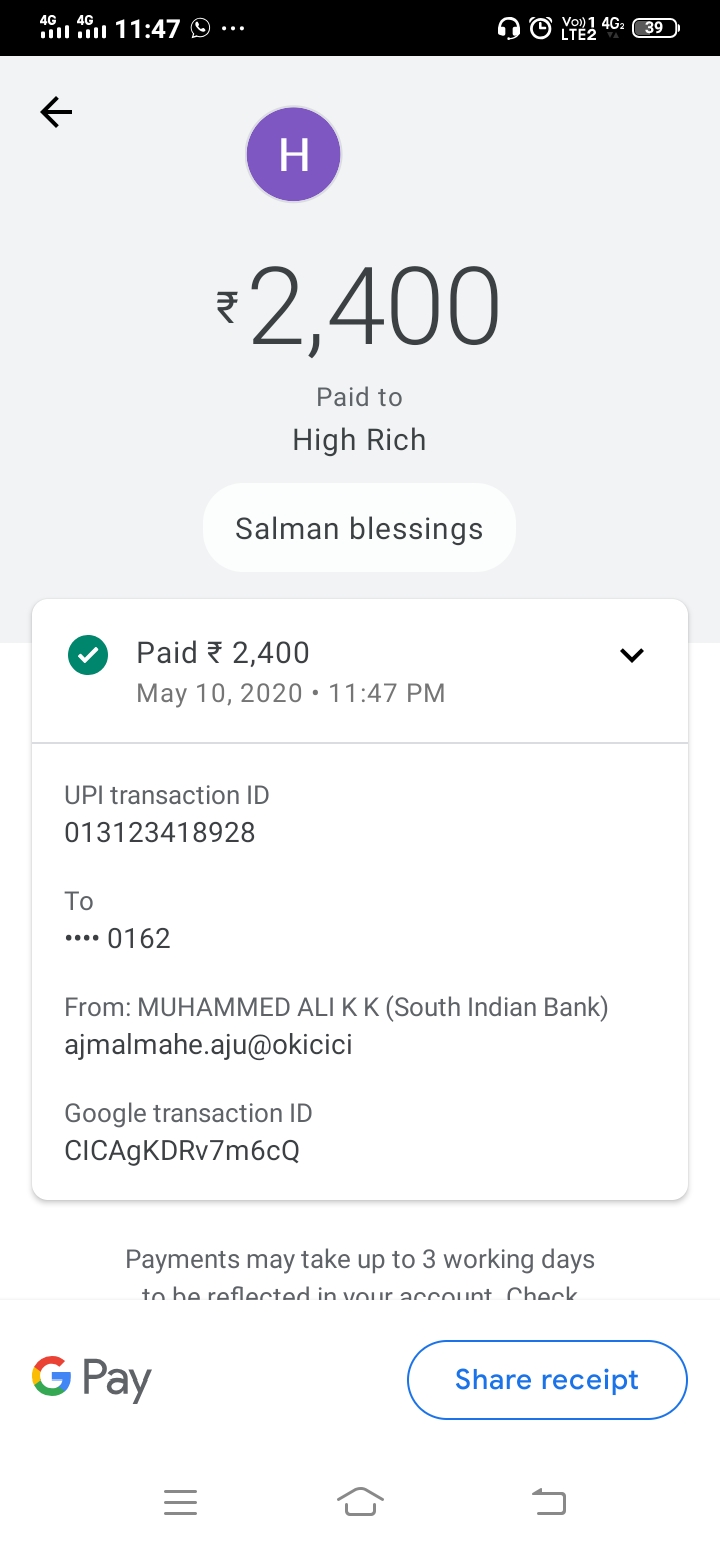 4G 4G 11:47 ... Vo)) 1 4G2 39
LTE2
H
₹2,400
Paid to
High Rich
Salman blessings
Paid ₹ 2,400
May 10, 2020 • 11:47 PM
UPI transaction ID
013123418928
To
•••• 0162
From: MUHAMMED ALI K K (South Indian Bank)
ajmalmahe.aju@okicici
Google transaction ID
CICAgKDRv7m6cQ
Payments may take up to 3 working days
to be reflected in your account. Check
G Pay
Share receipt